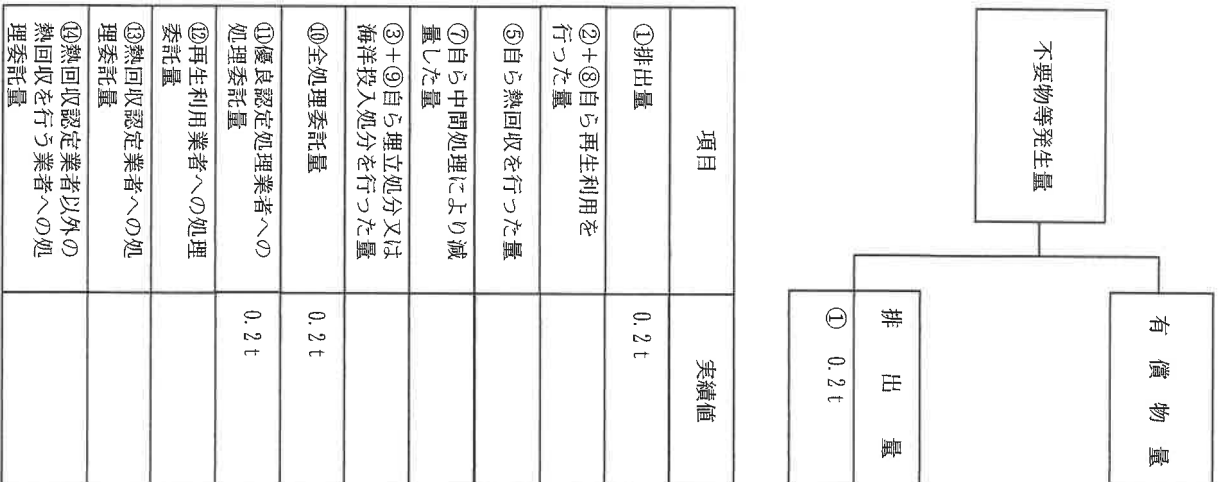 有償物量
不要物等発生量
排出量
① 0.2t
項目
実績値
①排出量
0.2t
②+⑧自ら再生利用を
行った量
⑤自ら熱回収を行った量
⑦自ら中間処理により減
量した量
③+⑨自ら埋立処分又は
海洋投入処分を行った量
⑩全処理委託量
0.2t
⑪優良認定処理業者への
処理委託量
0.2t
⑫再生利用業者への処理
委託量
⑬熱回収認定業者への処
理委託量
⑭熱回収認定業者以外の
熱回収を行う業者への処
理委託量